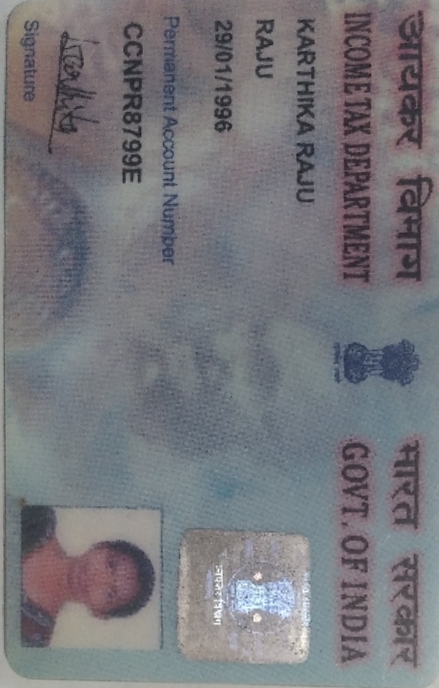 आयकर विभाग
INCOME TAX DEPARTMENT
भारत सरकार
GOVT. OF INDIA
KARTHIKA RAJU
RAJU
29/01/1996
Permanent Account Number
CCNPR8799E
Signature